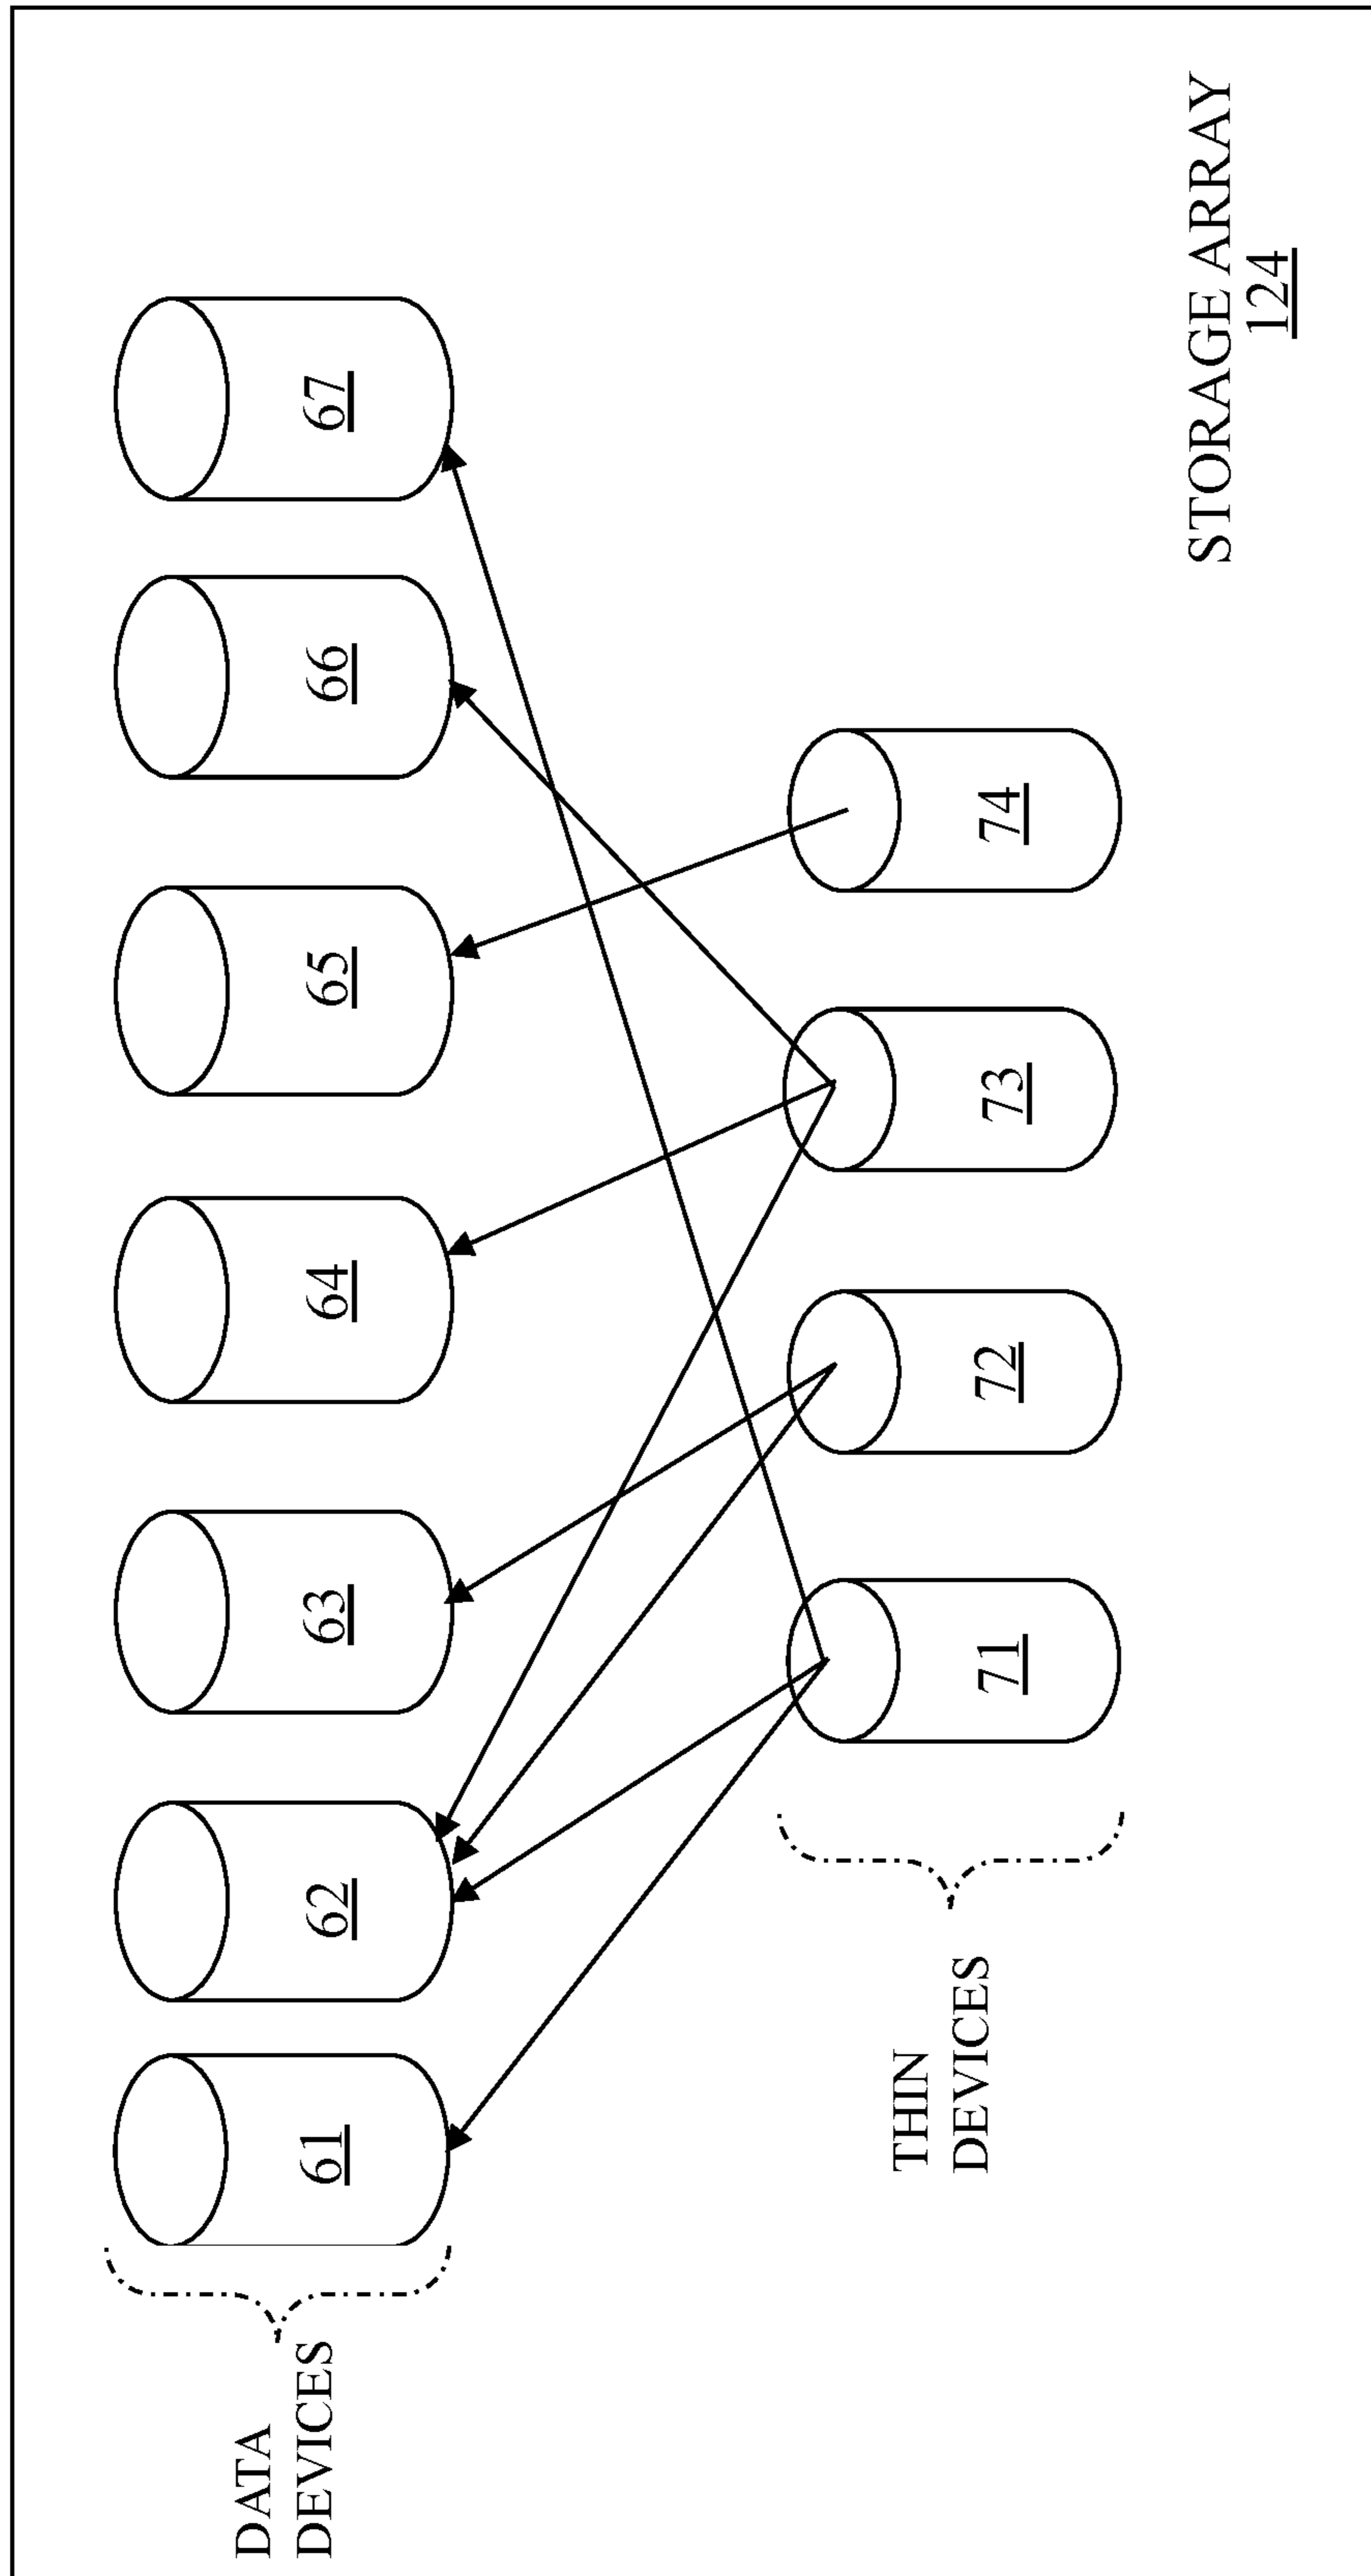 DATA
DEVICES
61
62
63
64
65
66
67
THIN
DEVICES
71
72
73
74
STORAGE ARRAY
124